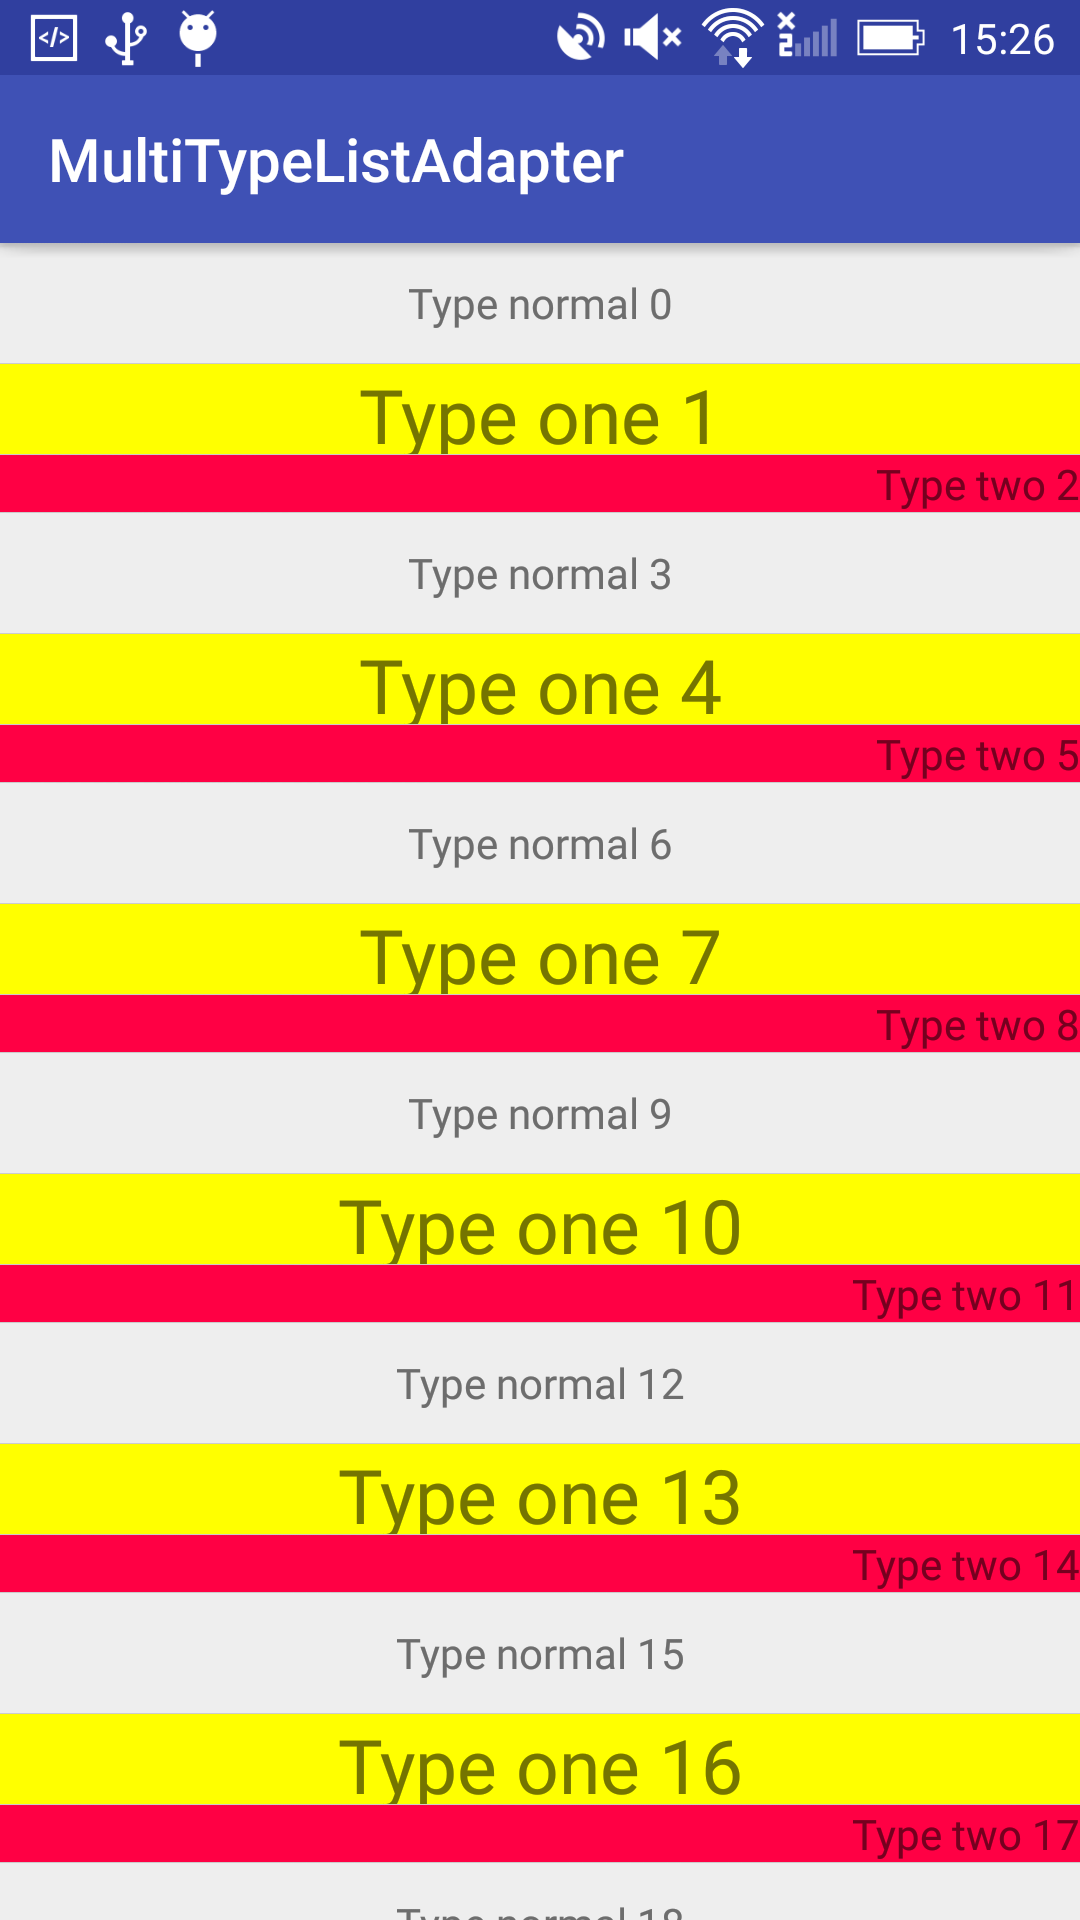 15:26
MultiTypeListAdapter
Type normal 0
Type one 1
Type two 2
Type normal 3
Type one 4
Type two 5
Type normal 6
Type one 7
Type two 8
Type normal 9
Type one 10
Type two 11
Type normal 12
Type one 13
Type two 14
Type normal 15
Type one 16
Type two 17
Type normal 18